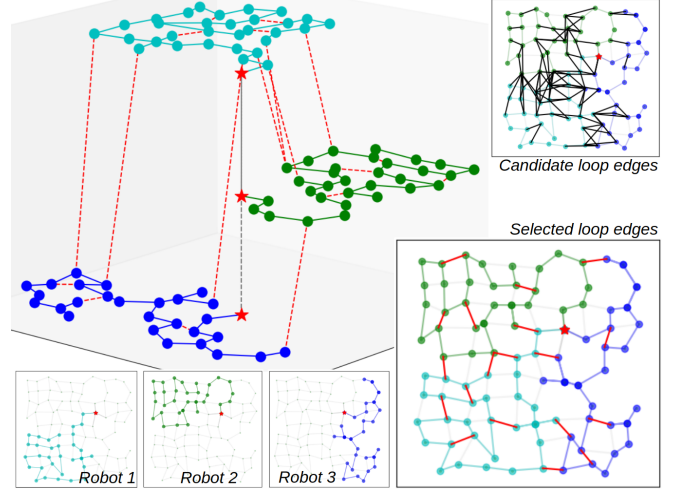 Candidate loop edges
Selected loop edges
Robot 1
Robot 2
Robot 3